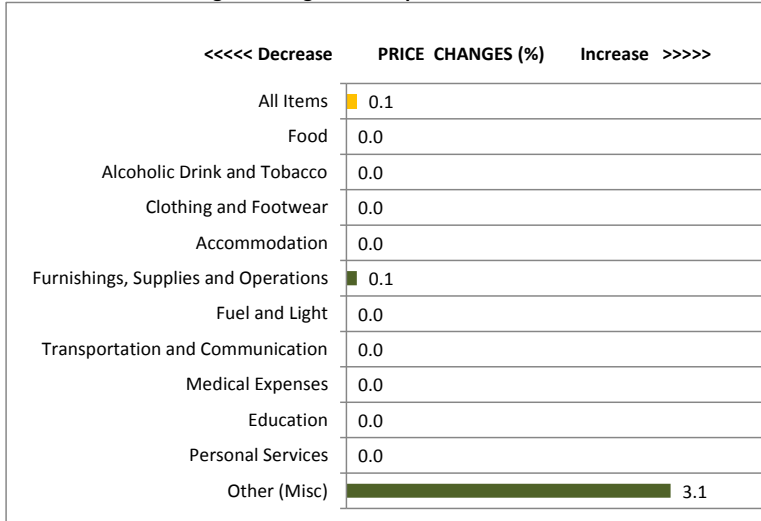 <<<<< Decrease PRICE CHANGES (%) Increase >>>>>
All Items 0.1
Food 0.0
Alcoholic Drink and Tobacco 0.0
Clothing and Footwear 0.0
Accommodation 0.0
Furnishings, Supplies and Operations 0.1
Fuel and Light 0.0
Transportation and Communication 0.0
Medical Expenses 0.0
Education 0.0
Personal Services 0.0
Other (Misc) 3.1